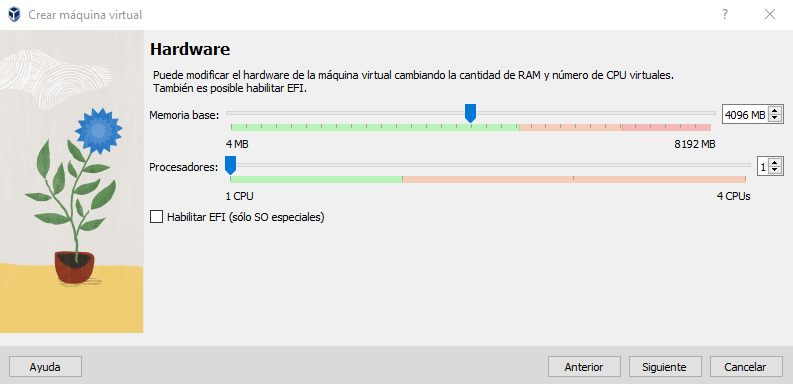 Crear máquina virtual
Hardware
Puede modificar el hardware de la máquina virtual cambiando la cantidad de RAM y número de CPU virtuales.
También es posible habilitar EFI.
Memoria base: 4096 MB
4 MB 8192 MB
Procesadores: 1
1 CPU 4 CPUs
Habilitar EFI (sólo SO especiales)
Ayuda Anterior Siguiente Cancelar